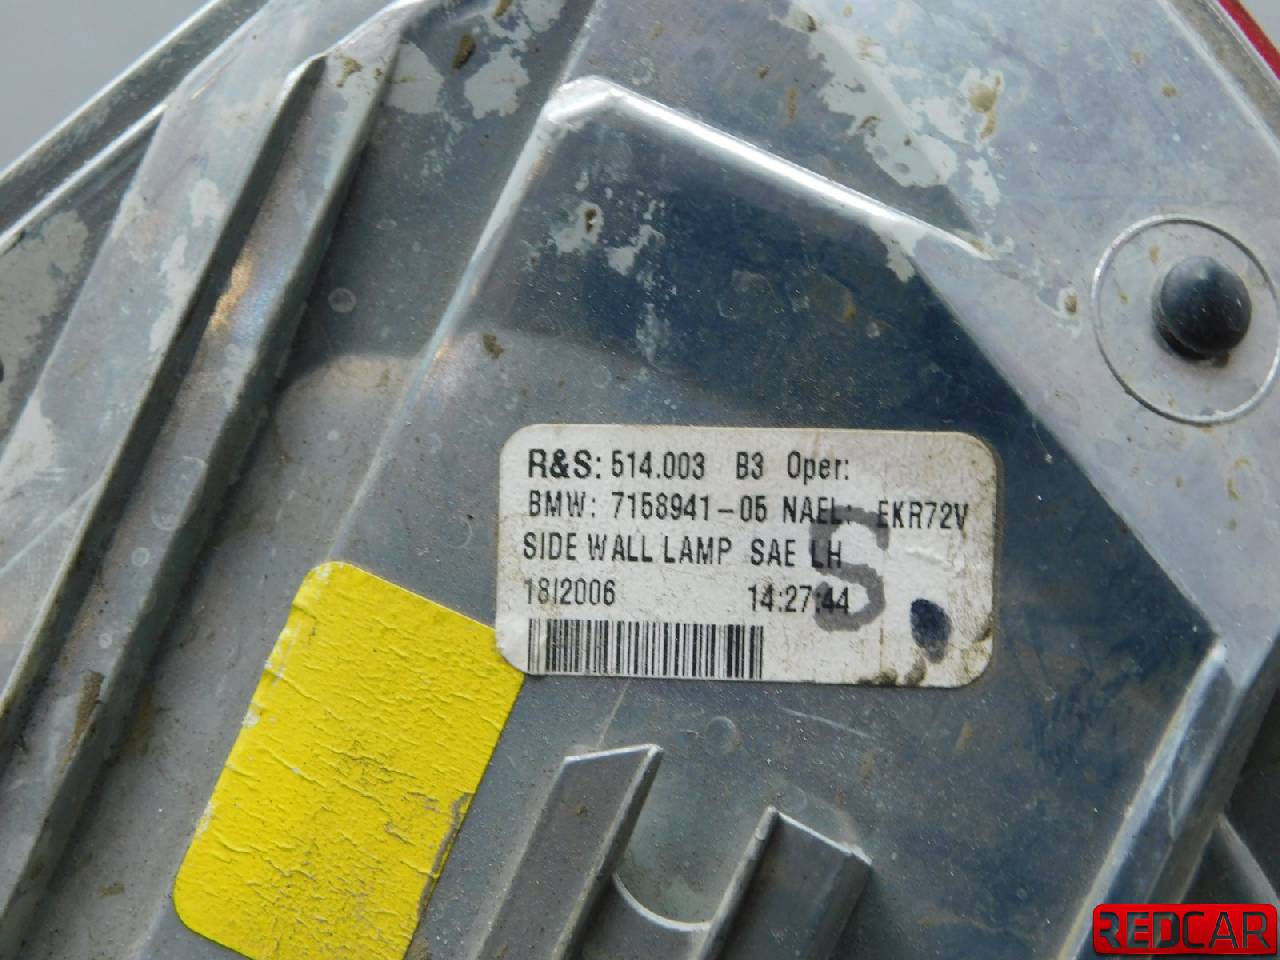 R&S: 514.003 B3 Oper:
BMW: 7158941-05 NAEL: EKR72V
SIDE WALL LAMP SAE LH
18/2006 14:27:44
S
REDCAR